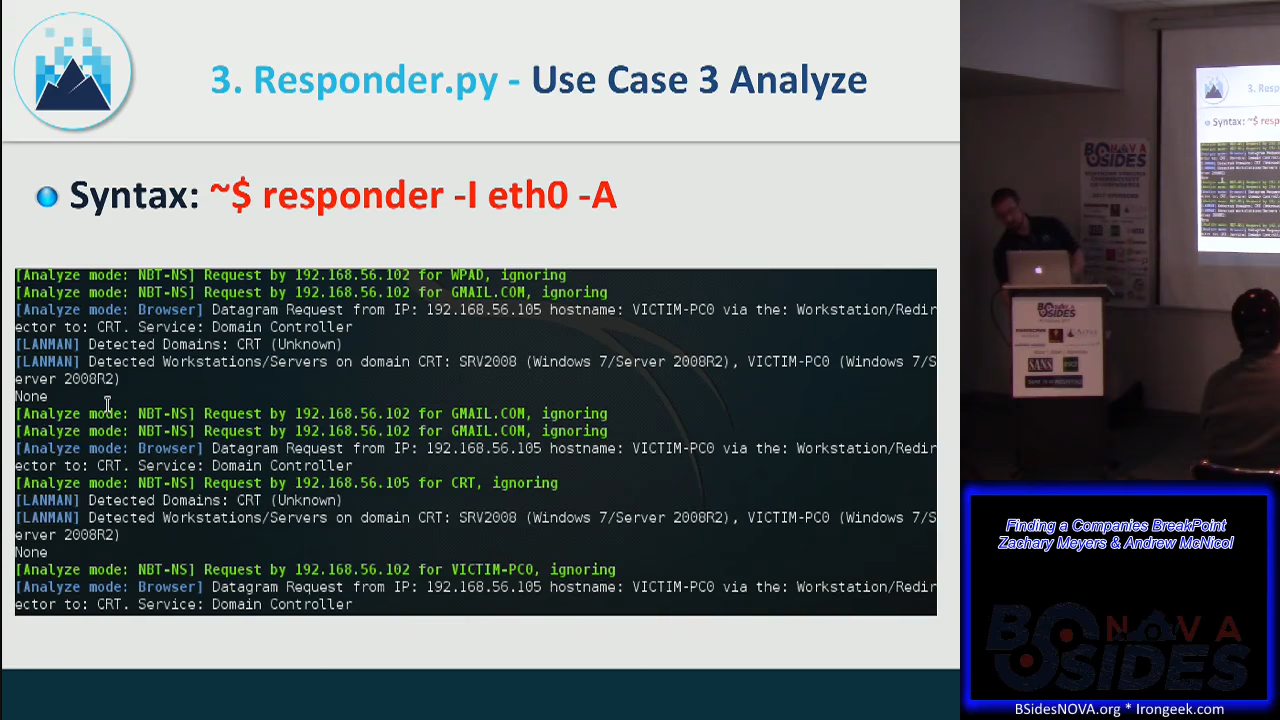 3. Responder.py - Use Case 3 Analyze
Syntax: ~$ responder -I eth0 -A
[Analyze mode: NBT-NS] Request by 192.168.56.102 for WPAD, ignoring
[Analyze mode: NBT-NS] Request by 192.168.56.102 for GMAIL.COM, ignoring
[Analyze mode: Browser] Datagram Request from IP: 192.168.56.105 hostname: VICTIM-PC0 via the: Workstation/Redir
ector to: CRT. Service: Domain Controller
[LANMAN] Detected Domains: CRT (Unknown)
[LANMAN] Detected Workstations/Servers on domain CRT: SRV2008 (Windows 7/Server 2008R2), VICTIM-PC0 (Windows 7/S
erver 2008R2)
None
[Analyze mode: NBT-NS] Request by 192.168.56.102 for GMAIL.COM, ignoring
[Analyze mode: NBT-NS] Request by 192.168.56.102 for GMAIL.COM, ignoring
[Analyze mode: Browser] Datagram Request from IP: 192.168.56.105 hostname: VICTIM-PC0 via the: Workstation/Redir
ector to: CRT. Service: Domain Controller
[Analyze mode: NBT-NS] Request by 192.168.56.105 for CRT, ignoring
[LANMAN] Detected Domains: CRT (Unknown)
[LANMAN] Detected Workstations/Servers on domain CRT: SRV2008 (Windows 7/Server 2008R2), VICTIM-PC0 (Windows 7/S
erver 2008R2)
None
[Analyze mode: NBT-NS] Request by 192.168.56.102 for VICTIM-PC0, ignoring
[Analyze mode: Browser] Datagram Request from IP: 192.168.56.105 hostname: VICTIM-PC0 via the: Workstation/Redir
ector to: CRT. Service: Domain Controller
3. Resp
Syntax: ~$ resp
NOVA
BSIDES
Finding a Companies BreakPoint
Zachary Meyers & Andrew McNicol
NOVA
BSIDES
BSidesNOVA.org * Irongeek.com